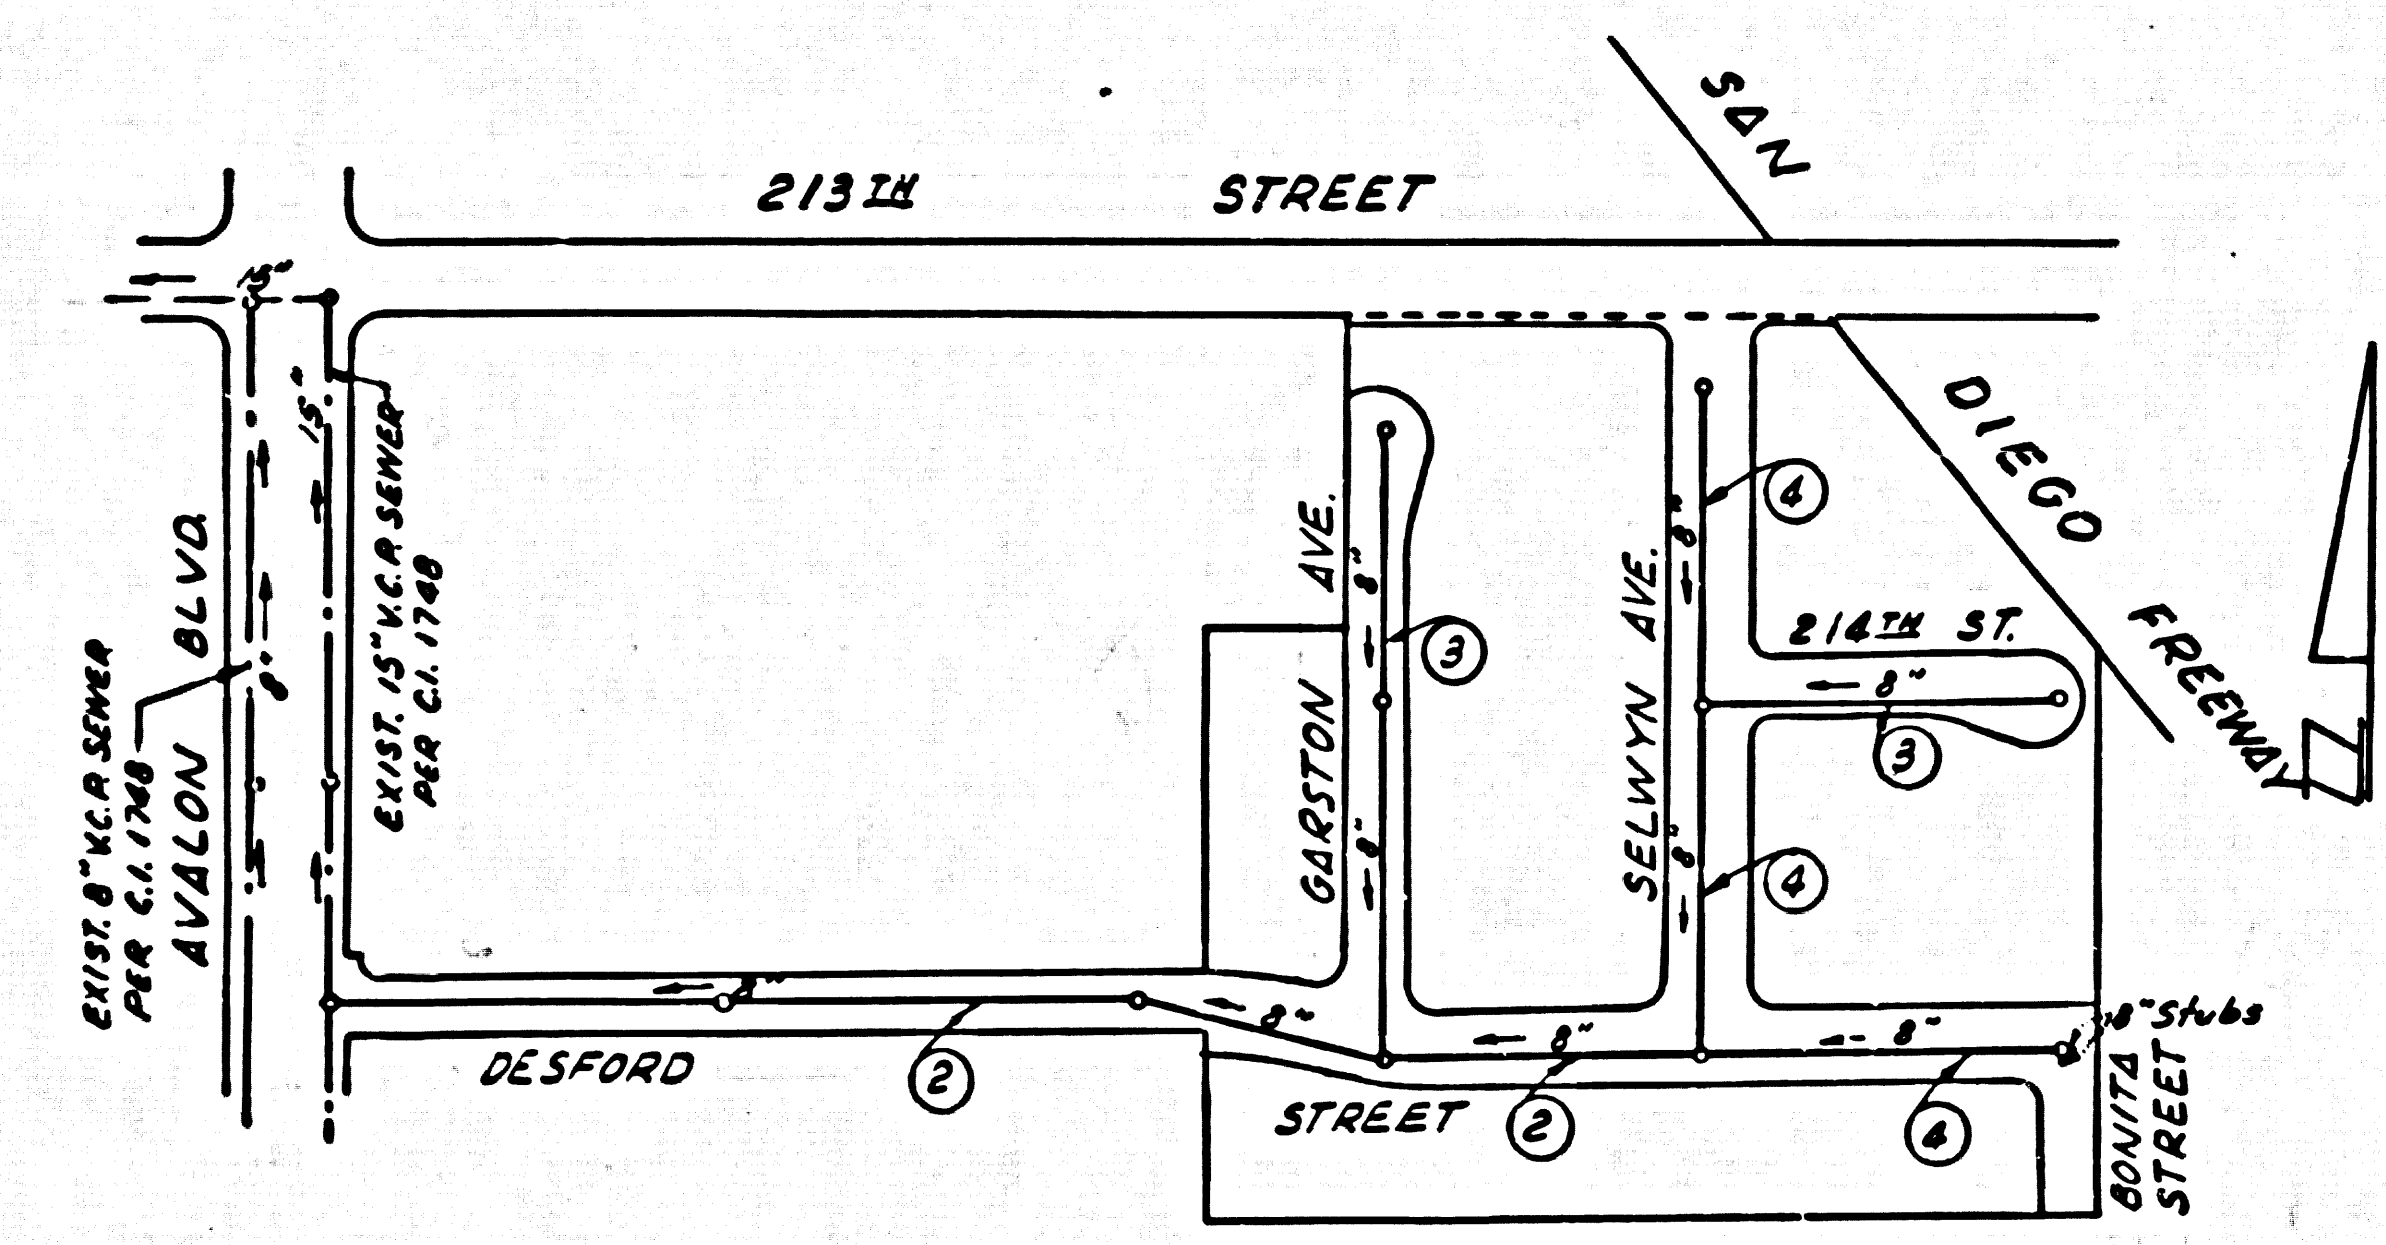 SAN
DIEGO
FREEWAY
213TH STREET
15"
15"
EXIST. 15" V.C.P. SEWER
PER C.I. 1748
EXIST. 8" V.C.P. SEWER
PER C.I. 1748
AVALON BLVD.
8"
GARSTON AVE.
8"
3
8"
SELWYN AVE.
8"
4
8"
4
214TH ST.
8"
3
8"
DESFORD STREET
2
8"
8"
2
8"
4
8" Stubs
BONITA
STREET
N